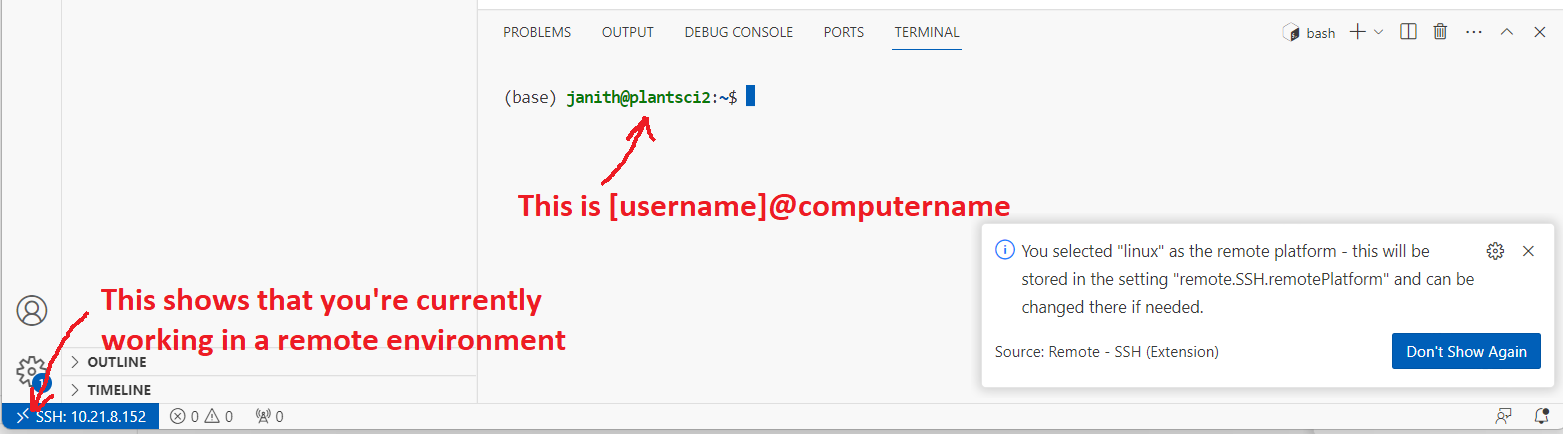 PROBLEMS OUTPUT DEBUG CONSOLE PORTS TERMINAL bash
(base) janith@plantsci2:~$
This is [username]@computername
You selected "linux" as the remote platform - this will be
stored in the setting "remote.SSH.remotePlatform" and can be
changed there if needed.
Source: Remote - SSH (Extension) Don't Show Again
This shows that you're currently
working in a remote environment
OUTLINE
1
TIMELINE
SSH: 10.21.8.152 0 0 0